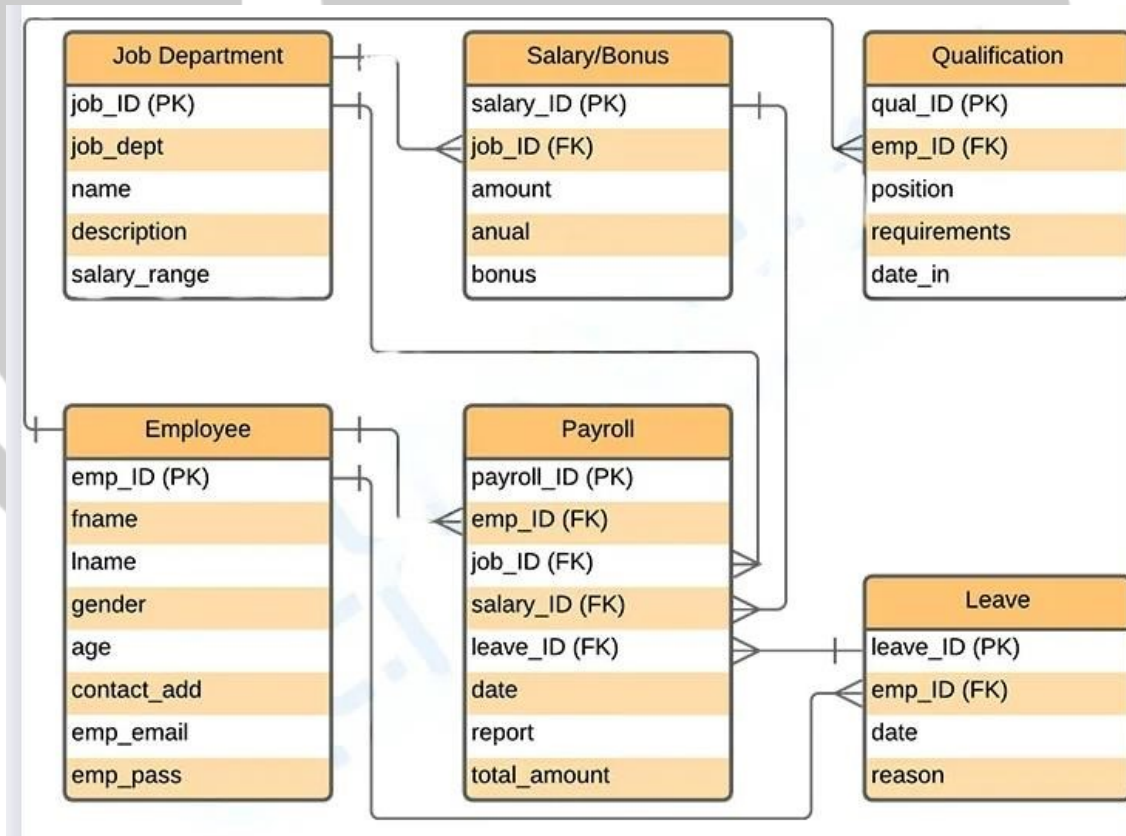 Job Department
job_ID (PK)
job_dept
name
description
salary_range
Salary/Bonus
salary_ID (PK)
job_ID (FK)
amount
anual
bonus
Qualification
qual_ID (PK)
emp_ID (FK)
position
requirements
date_in
Employee
emp_ID (PK)
fname
lname
gender
age
contact_add
emp_email
emp_pass
Payroll
payroll_ID (PK)
emp_ID (FK)
job_ID (FK)
salary_ID (FK)
leave_ID (FK)
date
report
total_amount
Leave
leave_ID (PK)
emp_ID (FK)
date
reason